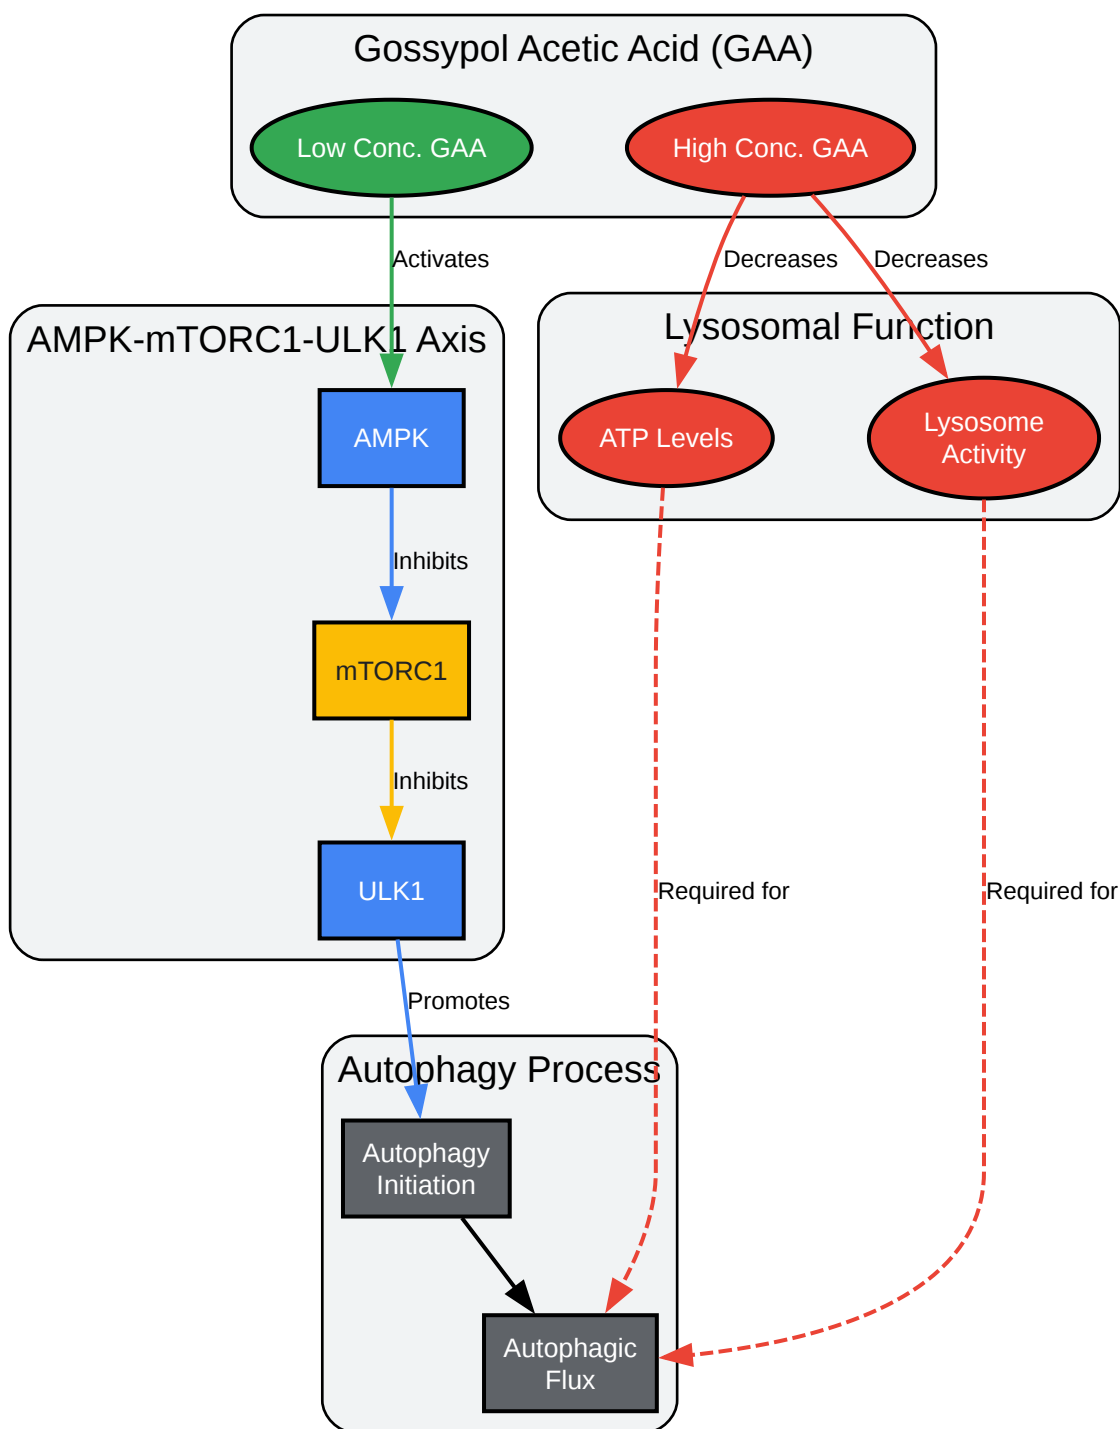 Gossypol Acetic Acid (GAA)
Low Conc. GAA
High Conc. GAA
Activates
Decreases
Decreases
AMPK-mTORC1-ULK1 Axis
Lysosomal Function
AMPK
ATP Levels
Lysosome
Activity
Inhibits
mTORC1
Inhibits
ULK1
Required for
Required for
Promotes
Autophagy Process
Autophagy
Initiation
Autophagic
Flux